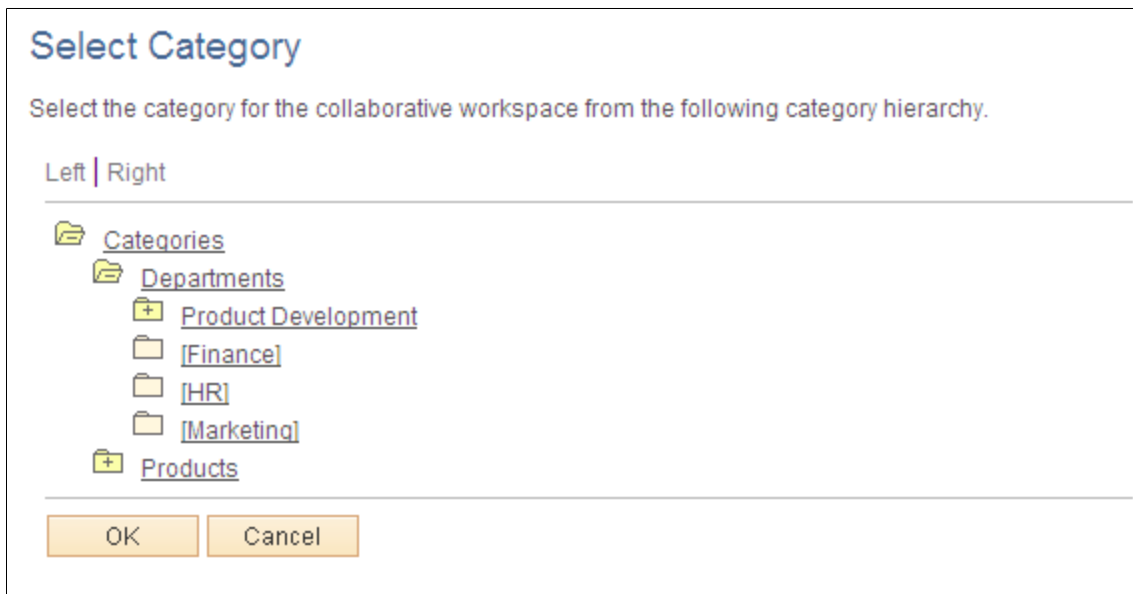 Select Category
Select the category for the collaborative workspace from the following category hierarchy.
Left | Right
Categories
Departments
Product Development
[Finance]
[HR]
[Marketing]
Products
OK Cancel